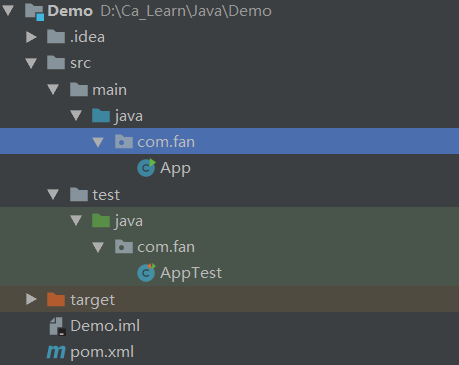 Demo D:\Ca_Learn\Java\Demo
.idea
src
main
java
com.fan
App
test
java
com.fan
AppTest
target
Demo.iml
pom.xml